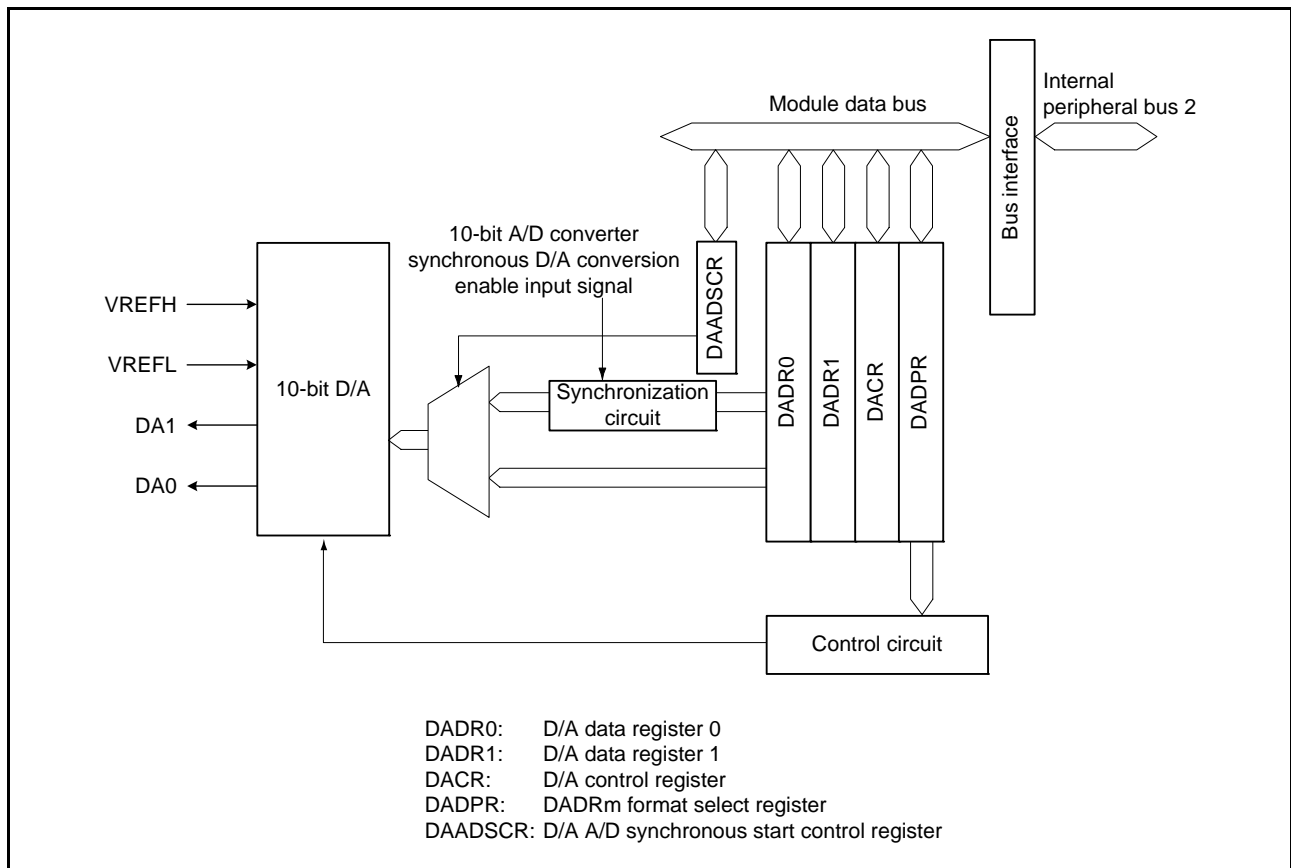 Internal
peripheral bus 2
Module data bus
Bus interface
10-bit A/D converter
synchronous D/A conversion
enable input signal
DAADSCR
VREFH
VREFL
DA1
DA0
10-bit D/A
Synchronization
circuit
DADR0
DADR1
DACR
DADPR
Control circuit
DADR0: D/A data register 0
DADR1: D/A data register 1
DACR: D/A control register
DADPR: DADRm format select register
DAADSCR: D/A A/D synchronous start control register